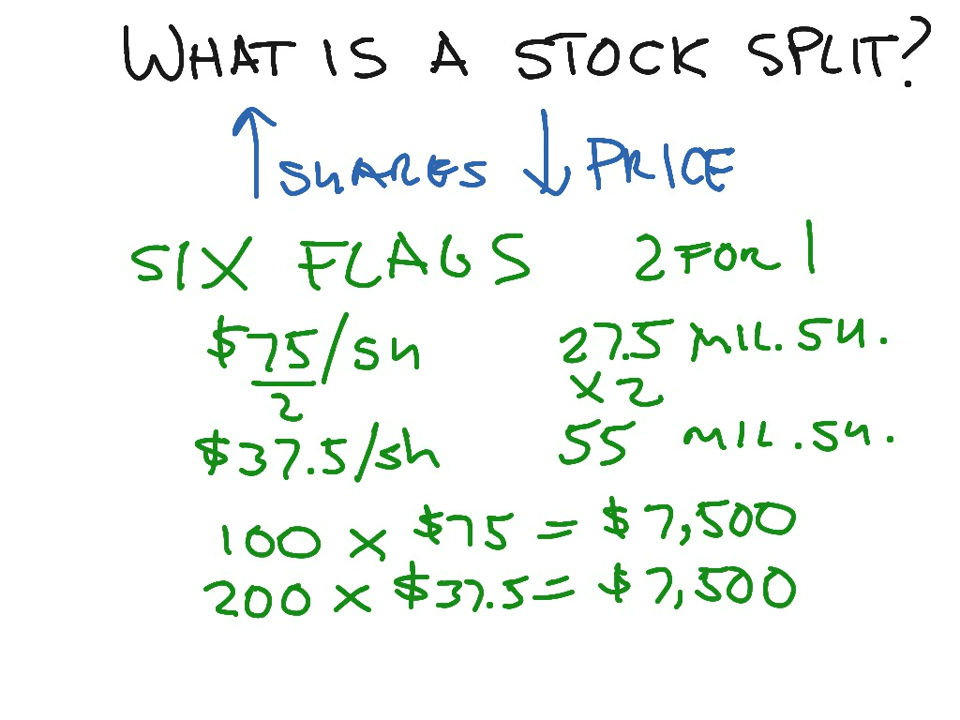 WHAT IS A STOCK SPLIT?
↑ SHARES ↓ PRICE
SIX FLAGS 2 FOR 1
$75/SH 27.5 MIL. SH.
2 x 2
$37.5/sh 55 MIL. SH.
100 x $75 = $7,500
200 x $37.5 = $7,500